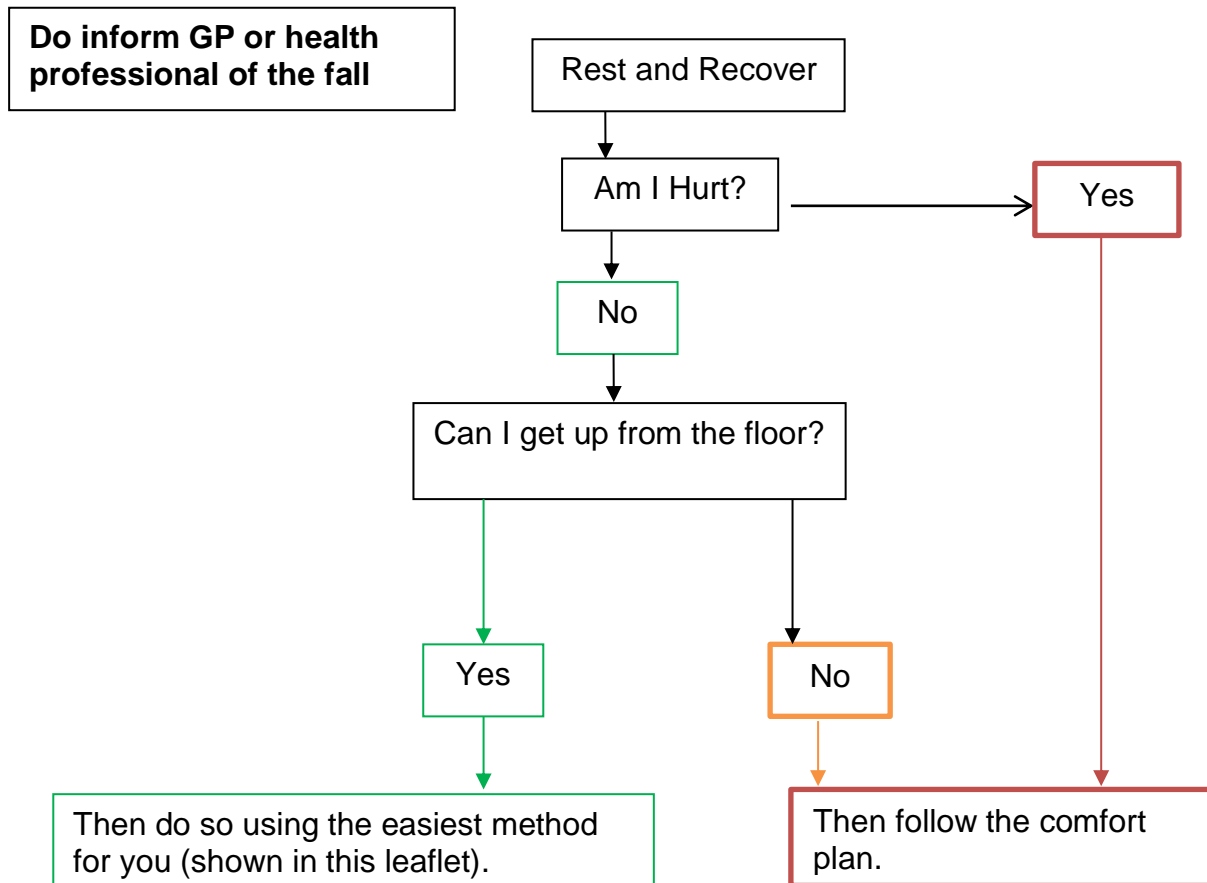 Do inform GP or health
professional of the fall
Rest and Recover
Am I Hurt?
Yes
No
Can I get up from the floor?
Yes
No
Then do so using the easiest method
for you (shown in this leaflet).
Then follow the comfort
plan.